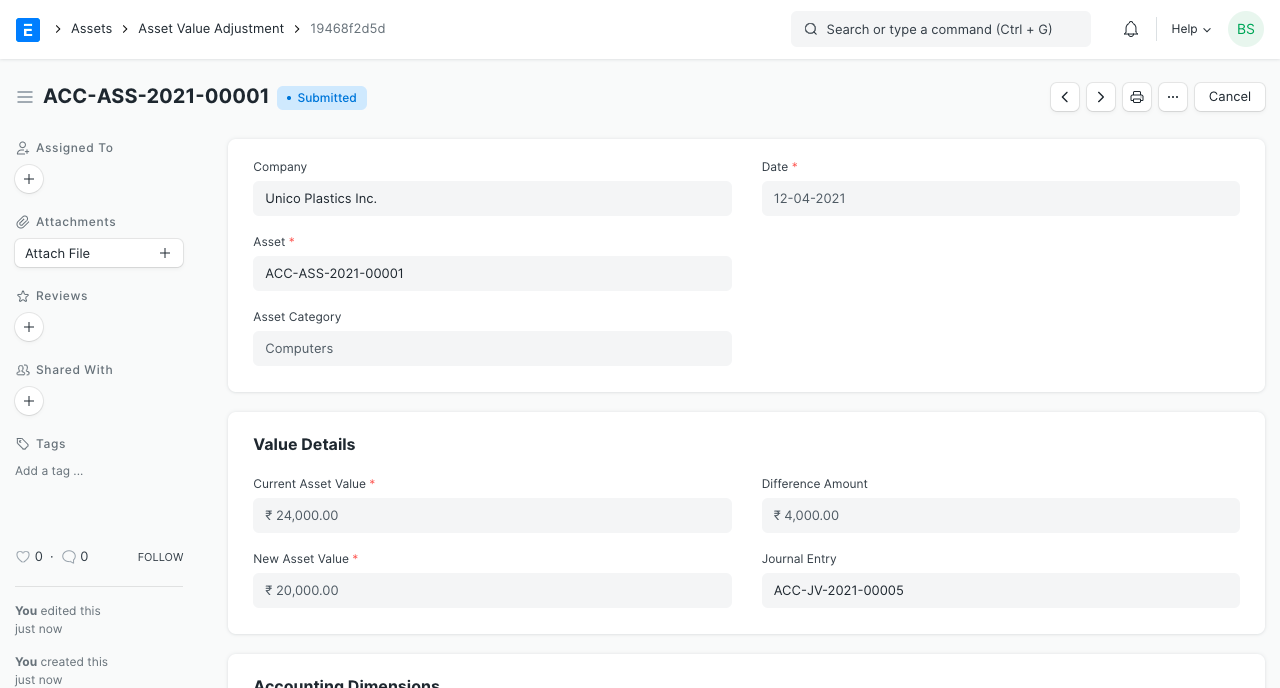 E Assets Asset Value Adjustment 19468f2d5d Search or type a command (Ctrl + G) Help BS
ACC-ASS-2021-00001 • Submitted ... Cancel
Assigned To
+
Attachments
Attach File +
Reviews
+
Shared With
+
Tags
Add a tag ...
0 · 0 FOLLOW
You edited this
just now
You created this
just now
Company
Unico Plastics Inc.
Date *
12-04-2021
Asset *
ACC-ASS-2021-00001
Asset Category
Computers
Value Details
Current Asset Value *
₹ 24,000.00
Difference Amount
₹ 4,000.00
New Asset Value *
₹ 20,000.00
Journal Entry
ACC-JV-2021-00005
Accounting Dimensions